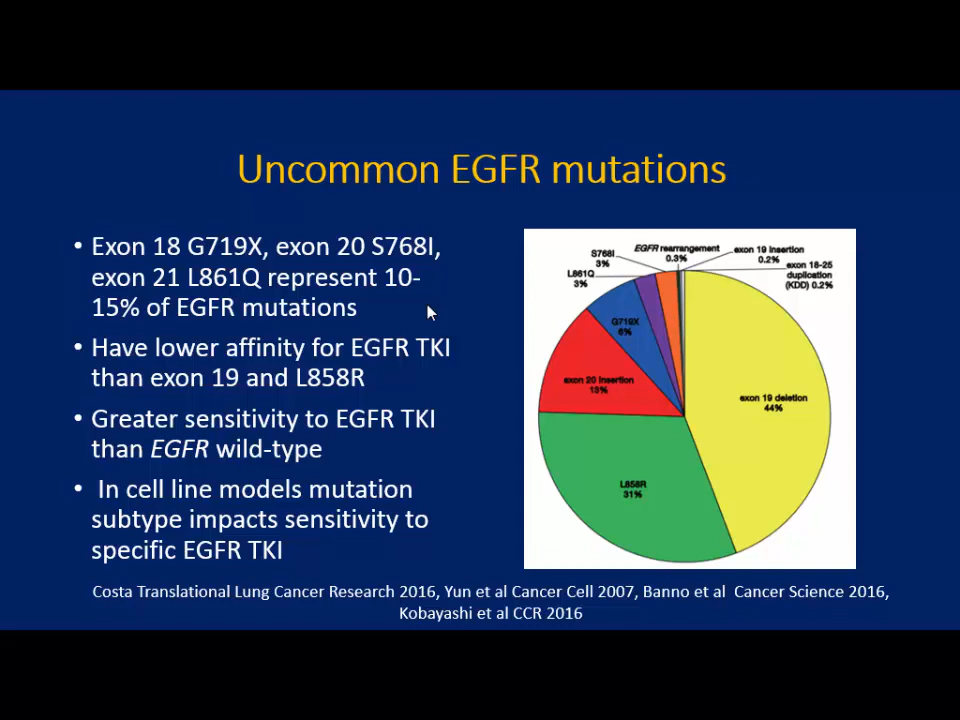 Uncommon EGFR mutations
• Exon 18 G719X, exon 20 S768I,
exon 21 L861Q represent 10-
15% of EGFR mutations
• Have lower affinity for EGFR TKI
than exon 19 and L858R
• Greater sensitivity to EGFR TKI
than EGFR wild-type
• In cell line models mutation
subtype impacts sensitivity to
specific EGFR TKI
S768I
3%
EGFR rearrangement
0.3%
exon 19 insertion
0.2%
exon 18-25
duplication
(KDD) 0.2%
L861Q
3%
G719X
6%
exon 20 insertion
13%
exon 19 deletion
44%
L858R
31%
Costa Translational Lung Cancer Research 2016, Yun et al Cancer Cell 2007, Banno et al Cancer Science 2016,
Kobayashi et al CCR 2016